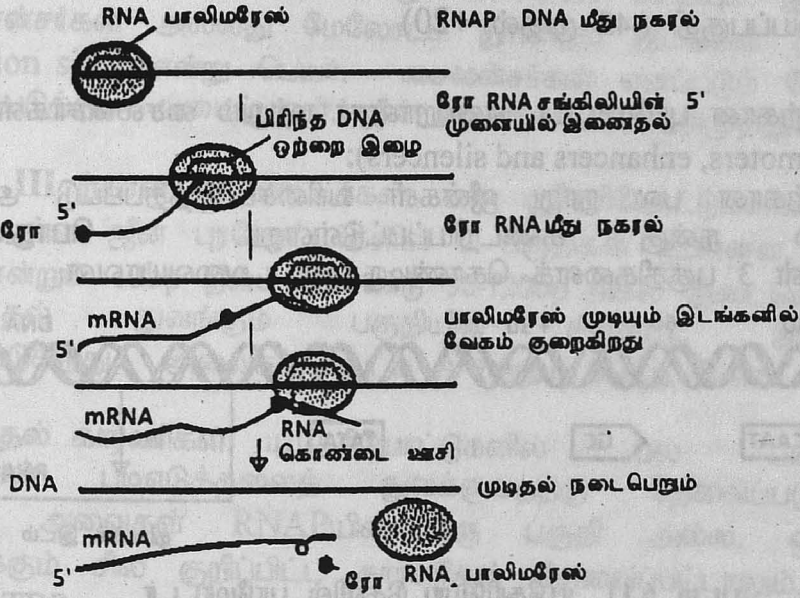 RNA பாலிமரேஸ்
RNAP DNA மீது நகரல்
ரோ RNA சங்கிலியின் 5'
முனையில் இணைதல்
பிரிந்த DNA
ஒற்றை இழை
5'
ரோ
ரோ RNA மீது நகரல்
mRNA
5'
பாலிமரேஸ் முடியும் இடங்களில்
வேகம் குறைகிறது
mRNA
RNA
கொண்டை ஊசி
DNA
முடிதல் நடைபெறும்
mRNA
5'
ரோ RNA பாலிமரேஸ்